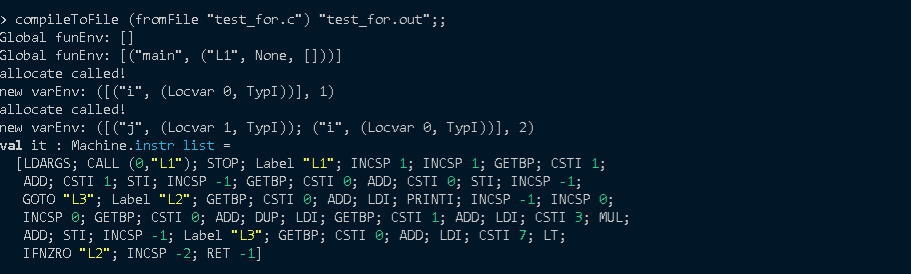 > compileToFile (fromFile "test_for.c") "test_for.out";;
Global funEnv: []
Global funEnv: [("main", ("L1", None, []))]
allocate called!
new varEnv: ([("i", (Locvar 0, TypI))], 1)
allocate called!
new varEnv: ([("j", (Locvar 1, TypI)); ("i", (Locvar 0, TypI))], 2)
val it : Machine.instr list =
[LDARGS; CALL (0,"L1"); STOP; Label "L1"; INCSP 1; INCSP 1; GETBP; CSTI 1;
ADD; CSTI 1; STI; INCSP -1; GETBP; CSTI 0; ADD; CSTI 0; STI; INCSP -1;
GOTO "L3"; Label "L2"; GETBP; CSTI 0; ADD; LDI; PRINTI; INCSP -1; INCSP 0;
INCSP 0; GETBP; CSTI 0; ADD; DUP; LDI; GETBP; CSTI 1; ADD; LDI; CSTI 3; MUL;
ADD; STI; INCSP -1; Label "L3"; GETBP; CSTI 0; ADD; LDI; CSTI 7; LT;
IFNZRO "L2"; INCSP -2; RET -1]